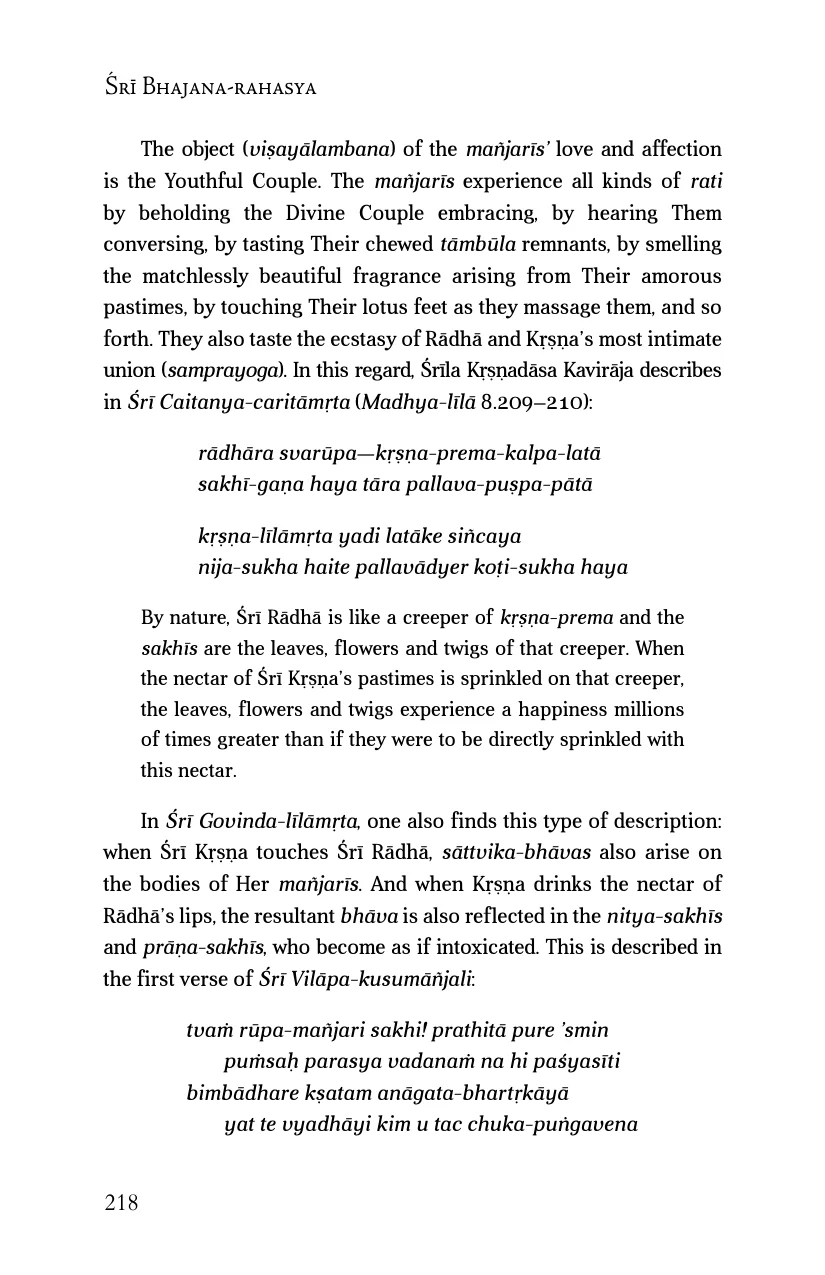 Śrī Bhajana-rahasya
The object (viṣayālambana) of the mañjarīs’ love and affection
is the Youthful Couple. The mañjarīs experience all kinds of rati
by beholding the Divine Couple embracing, by hearing Them
conversing, by tasting Their chewed tāmbūla remnants, by smelling
the matchlessly beautiful fragrance arising from Their amorous
pastimes, by touching Their lotus feet as they massage them, and so
forth. They also taste the ecstasy of Rādhā and Kṛṣṇa’s most intimate
union (samprayoga). In this regard, Śrīla Kṛṣṇadāsa Kavirāja describes
in Śrī Caitanya-caritāmṛta (Madhya-līlā 8.209–210):
rādhāra svarūpa—kṛṣṇa-prema-kalpa-latā
sakhī-gaṇa haya tāra pallava-puṣpa-pātā
kṛṣṇa-līlāmṛta yadi latāke siñcaya
nija-sukha haite pallavādyer koṭi-sukha haya
By nature, Śrī Rādhā is like a creeper of kṛṣṇa-prema and the
sakhīs are the leaves, flowers and twigs of that creeper. When
the nectar of Śrī Kṛṣṇa’s pastimes is sprinkled on that creeper,
the leaves, flowers and twigs experience a happiness millions
of times greater than if they were to be directly sprinkled with
this nectar.
In Śrī Govinda-līlāmṛta, one also finds this type of description:
when Śrī Kṛṣṇa touches Śrī Rādhā, sāttvika-bhāvas also arise on
the bodies of Her mañjarīs. And when Kṛṣṇa drinks the nectar of
Rādhā’s lips, the resultant bhāva is also reflected in the nitya-sakhīs
and prāṇa-sakhīs, who become as if intoxicated. This is described in
the first verse of Śrī Vilāpa-kusumāñjali:
tvaṁ rūpa-mañjari sakhi! prathitā pure ’smin
puṁsaḥ parasya vadanaṁ na hi paśyasīti
bimbādhare kṣatam anāgata-bhartṛkāyā
yat te vyadhāyi kim u tac chuka-puṅgavena
218